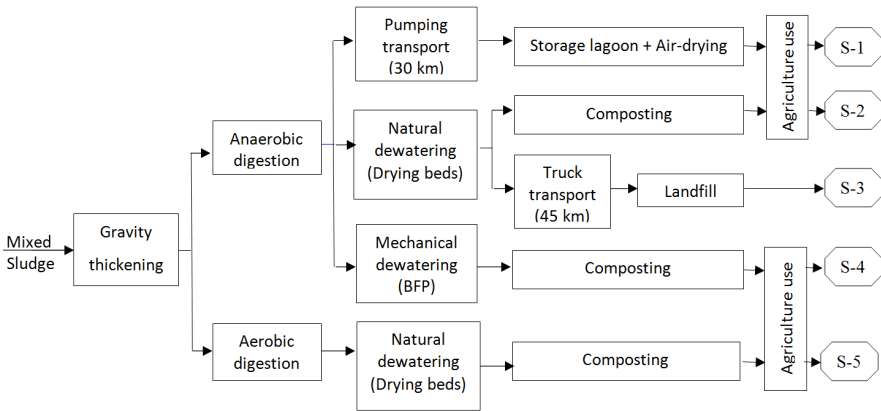 Mixed
Sludge
Gravity
thickening
Anaerobic
digestion
Aerobic
digestion
Pumping
transport
(30 km)
Natural
dewatering
(Drying beds)
Mechanical
dewatering
(BFP)
Natural
dewatering
(Drying beds)
Storage lagoon + Air-drying
Composting
Truck
transport
(45 km)
Landfill
Composting
Composting
Agriculture use
Agriculture use
S-1
S-2
S-3
S-4
S-5